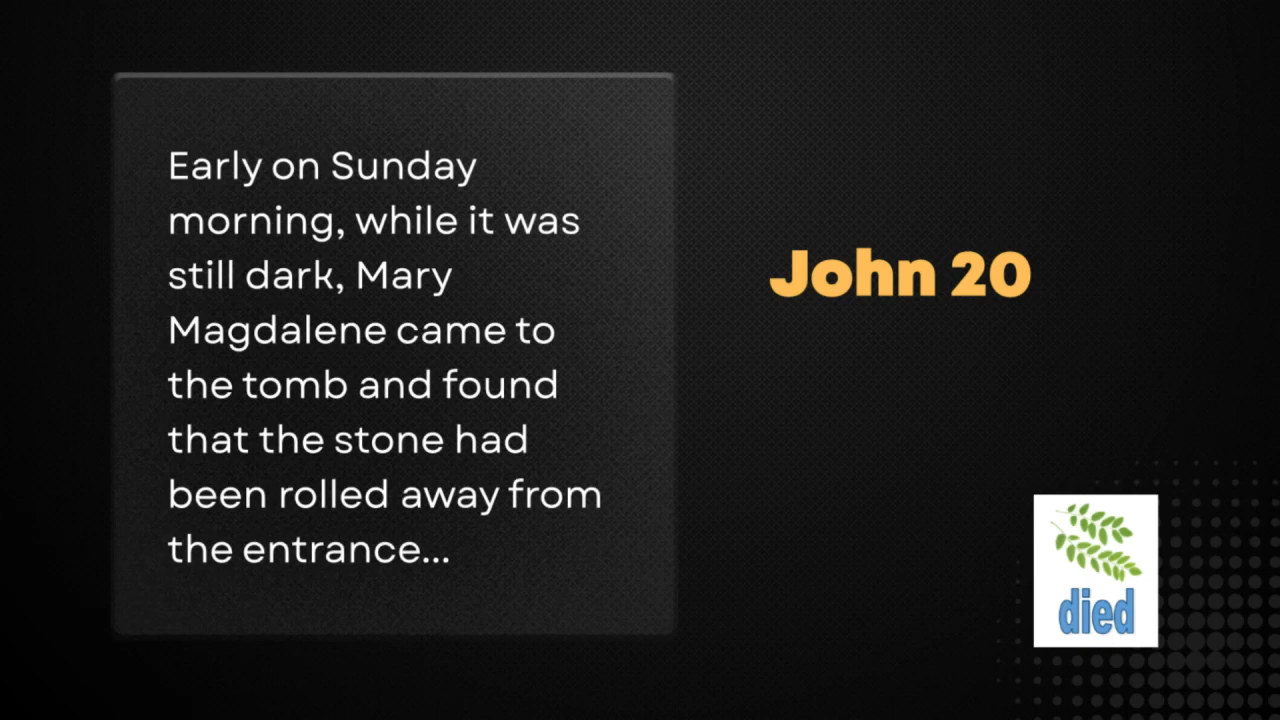 Early on Sunday
morning, while it was
still dark, Mary
Magdalene came to
the tomb and found
that the stone had
been rolled away from
the entrance...
John 20
died